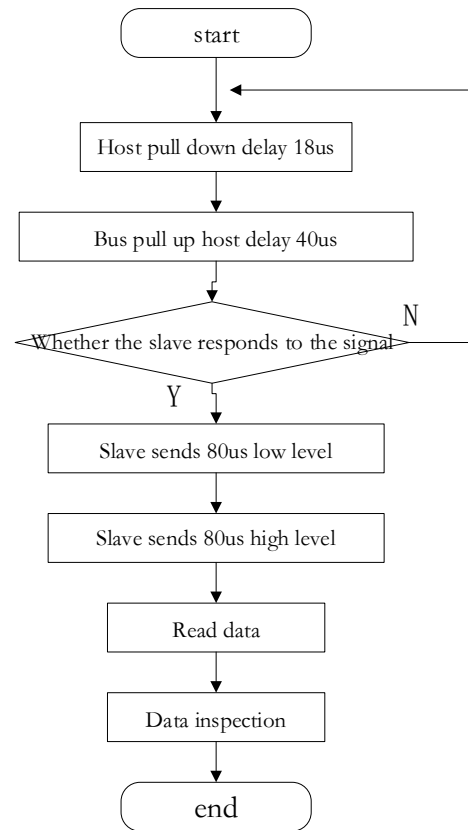 start
Host pull down delay 18us
Bus pull up host delay 40us
Whether the slave responds to the signal
N
Y
Slave sends 80us low level
Slave sends 80us high level
Read data
Data inspection
end